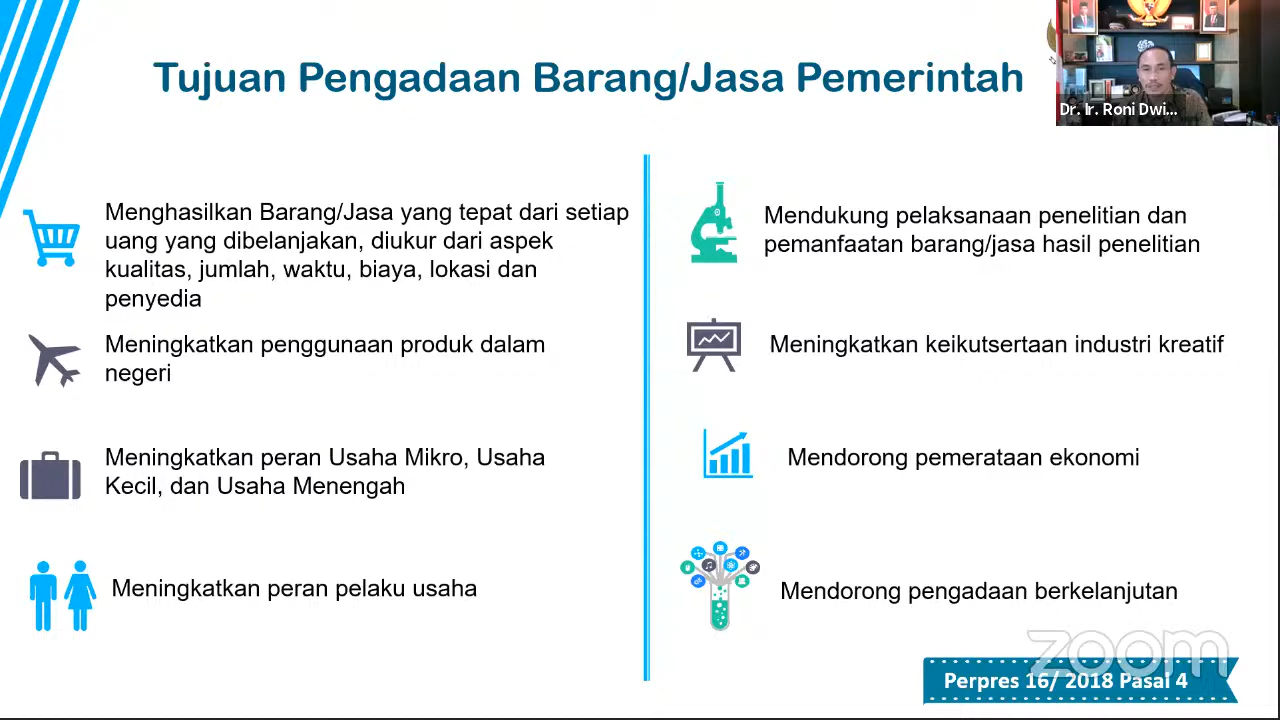 Tujuan Pengadaan Barang/Jasa Pemerintah
Dr. Ir. Roni Dwi...
Menghasilkan Barang/Jasa yang tepat dari setiap
uang yang dibelanjakan, diukur dari aspek
kualitas, jumlah, waktu, biaya, lokasi dan
penyedia
Meningkatkan penggunaan produk dalam
negeri
Meningkatkan peran Usaha Mikro, Usaha
Kecil, dan Usaha Menengah
Meningkatkan peran pelaku usaha
Mendukung pelaksanaan penelitian dan
pemanfaatan barang/jasa hasil penelitian
Meningkatkan keikutsertaan industri kreatif
Mendorong pemerataan ekonomi
Mendorong pengadaan berkelanjutan
zoom
Perpres 16/ 2018 Pasal 4